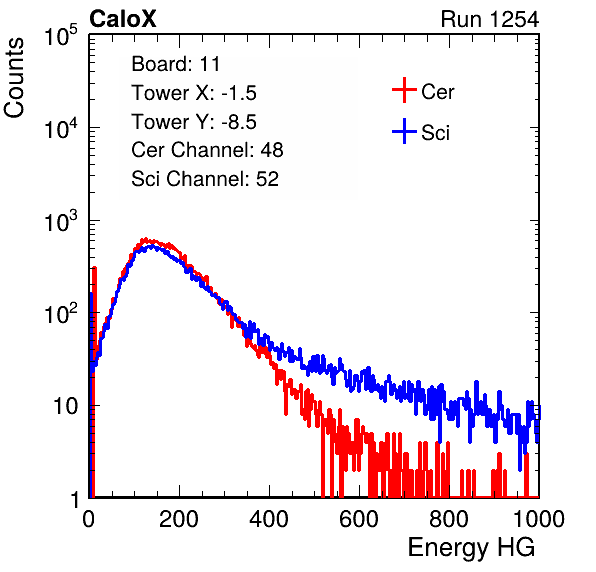 CaloX Run 1254
Counts
10^5
10^4
10^3
10^2
10
1
Board: 11
Tower X: -1.5
Tower Y: -8.5
Cer Channel: 48
Sci Channel: 52
Cer
Sci
0 200 400 600 800 1000
Energy HG